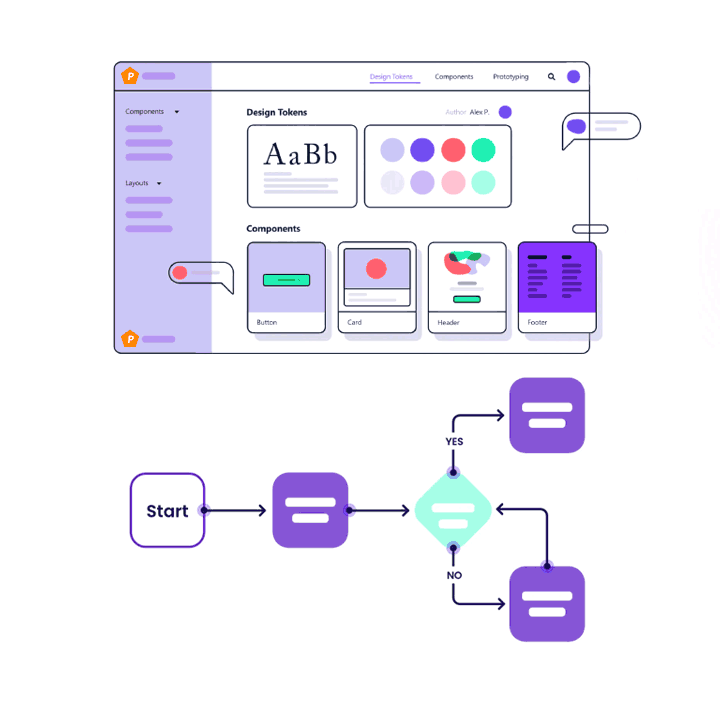 P
Design Tokens Components Prototyping
Components
Layouts
P
Design Tokens
Author Alex P.
AaBb
Components
Button
Card
Header
Footer
Start
YES
NO